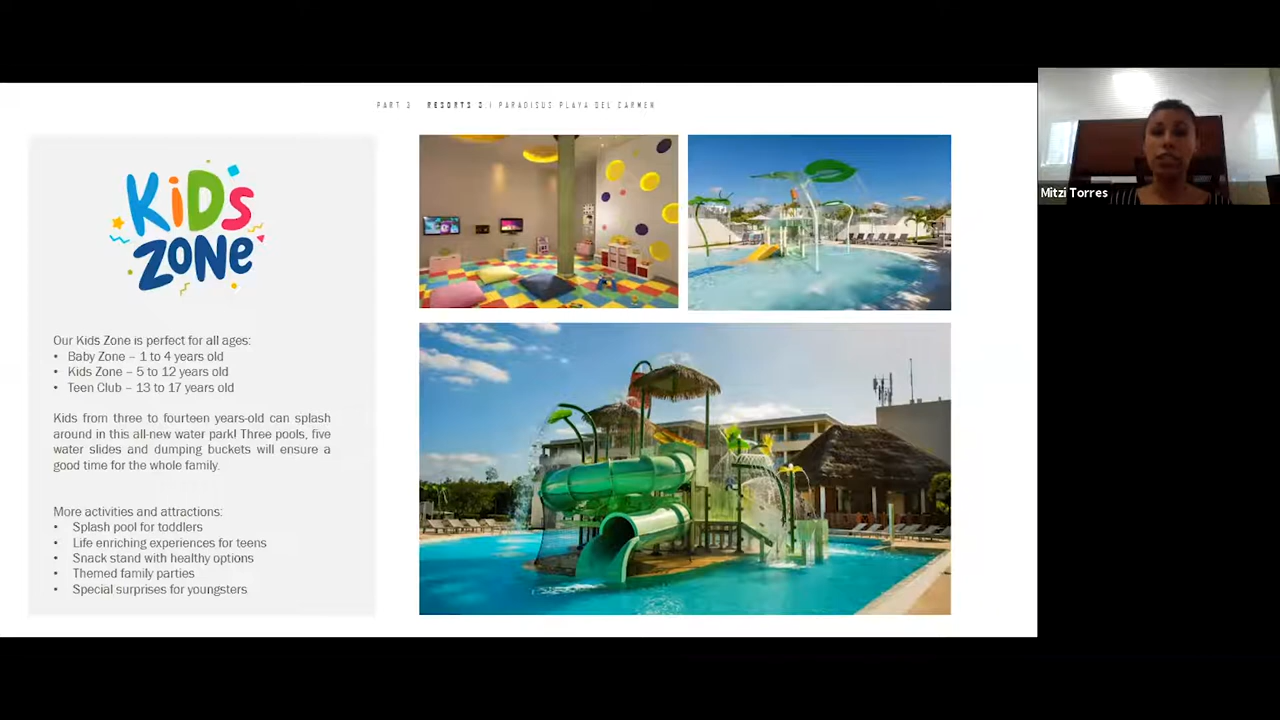 PART 3 RESORTS 2.1 PARADISUS PLAYA DEL CARMEN
KiDs
ZONe
Our Kids Zone is perfect for all ages:
• Baby Zone – 1 to 4 years old
• Kids Zone – 5 to 12 years old
• Teen Club – 13 to 17 years old
Kids from three to fourteen years-old can splash
around in this all-new water park! Three pools, five
water slides and dumping buckets will ensure a
good time for the whole family.
More activities and attractions:
• Splash pool for toddlers
• Life enriching experiences for teens
• Snack stand with healthy options
• Themed family parties
• Special surprises for youngsters
Mitzi Torres